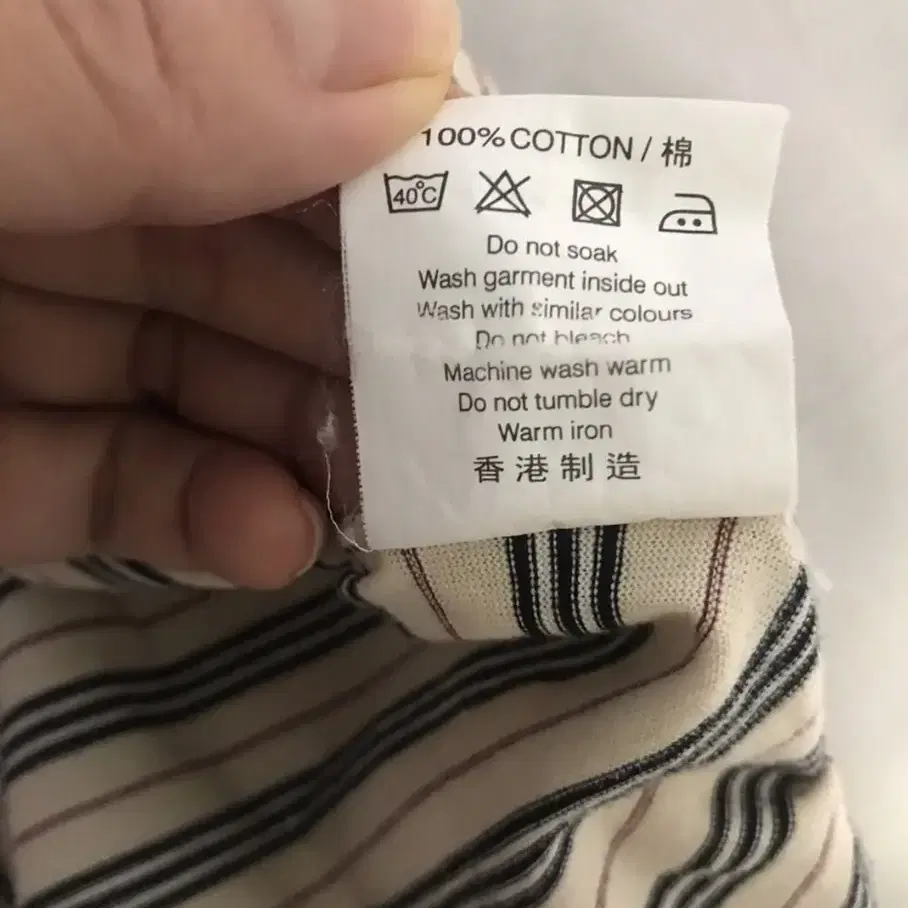 100% COTTON / 棉
40°C
Do not soak
Wash garment inside out
Wash with similar colours
Do not bleach
Machine wash warm
Do not tumble dry
Warm iron
香港制造